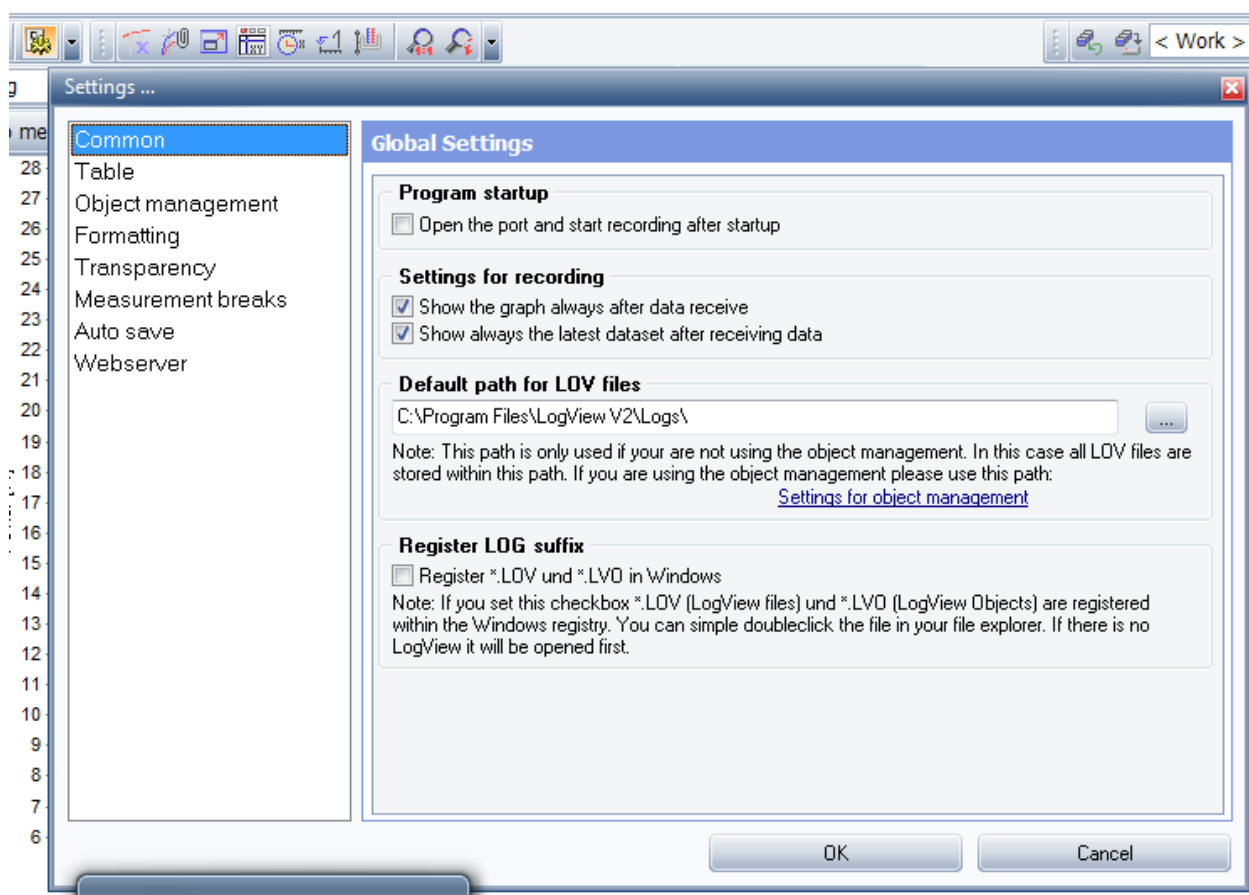 < Work >
g
Settings ...
me
Common
Table
Object management
Formatting
Transparency
Measurement breaks
Auto save
Webserver
Global Settings
Program startup
Open the port and start recording after startup
Settings for recording
Show the graph always after data receive
Show always the latest dataset after receiving data
Default path for LOV files
C:\Program Files\LogView V2\Logs\
...
Note: This path is only used if your are not using the object management. In this case all LOV files are
stored within this path. If you are using the object management please use this path:
Settings for object management
Register LOG suffix
Register *.LOV und *.LVO in Windows
Note: If you set this checkbox *.LOV (LogView files) und *.LVO (LogView Objects) are registered
within the Windows registry. You can simple doubleclick the file in your file explorer. If there is no
LogView it will be opened first.
OK
Cancel
28
27
26
25
24
23
22
21
20
19
18
17
16
15
14
13
12
11
10
9
8
7
6